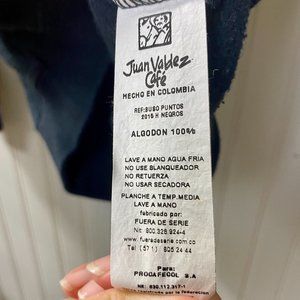 Juan Valdez
Café
HECHO EN COLOMBIA
REF: BUSO PUNTOS
2016 H NEGROS
ALGODON 100%
LAVE A MANO AGUA FRIA
NO USE BLANQUEADOR
NO RETUERZA
NO USAR SECADORA
PLANCHE A TEMP. MEDIA
LAVE A MANO
fabricado por:
FUERA DE SERIE
Nit: 900.328.924-4
www.fueradeserie.com.co
Tel (571) 805 24 44
Para:
PROCAFECOL S.A
Nit: 830.112.317-1